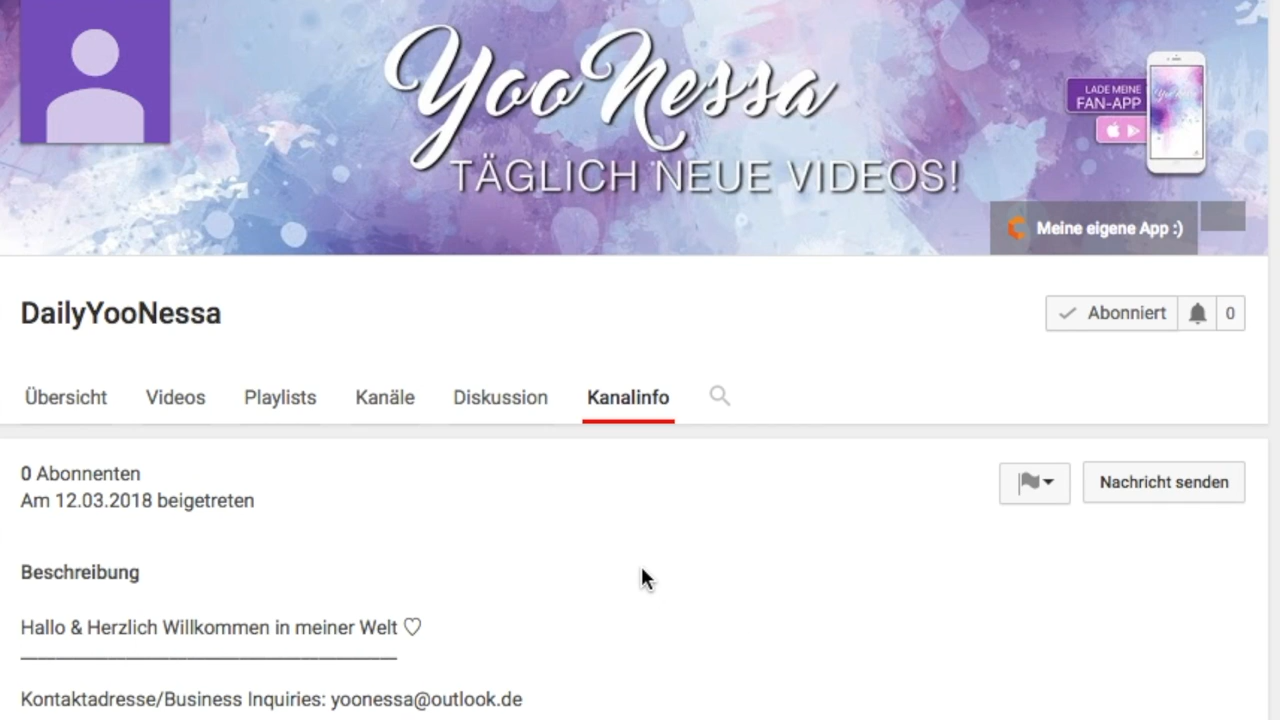 YooNessa
TÄGLICH NEUE VIDEOS!
LADE MEINE
FAN-APP
Meine eigene App :)
DailyYooNessa
Abonniert 0
Übersicht Videos Playlists Kanäle Diskussion Kanalinfo
0 Abonnenten
Am 12.03.2018 beigetreten
Nachricht senden
Beschreibung
Hallo & Herzlich Willkommen in meiner Welt ♡
Kontaktadresse/Business Inquiries: yoonessa@outlook.de